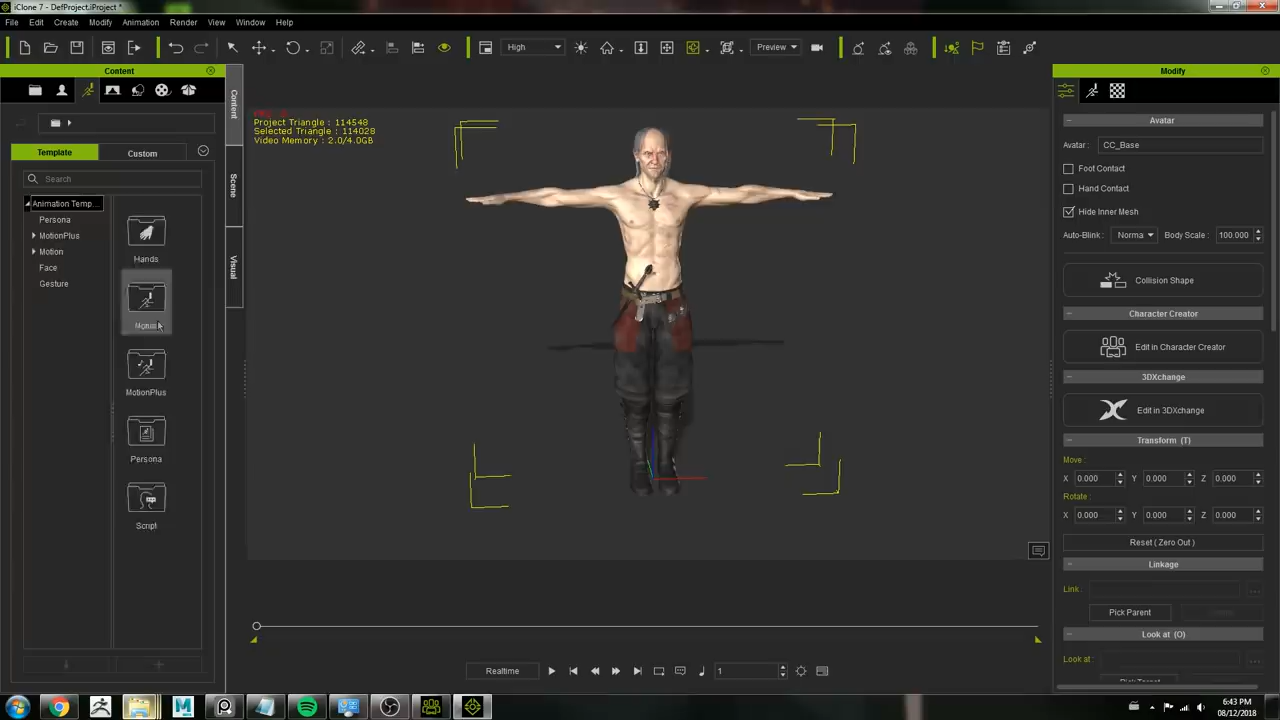 iClone 7 - DefProject.iProject *
File Edit Create Modify Animation Render View Window Help
High
Preview
Content
Template Custom
Search
Animation Temp...
Persona
MotionPlus
Motion
Face
Gesture
Hands
MotionPlus
Persona
Script
Content
Scene
Visual
Project Triangle : 114548
Selected Triangle : 114028
Video Memory : 2.0/4.0GB
Realtime
1
Modify
Avatar
Avatar: CC_Base
Foot Contact
Hand Contact
Hide Inner Mesh
Auto-Blink: Norma Body Scale: 100.000
Collision Shape
Character Creator
Edit in Character Creator
3DXchange
Edit in 3DXchange
Transform (T)
Move:
X 0.000 Y 0.000 Z 0.000
Rotate:
X 0.000 Y 0.000 Z 0.000
Reset ( Zero Out )
Linkage
Link:
Pick Parent
Look at (O)
Look at:
6:43 PM
08/12/2018